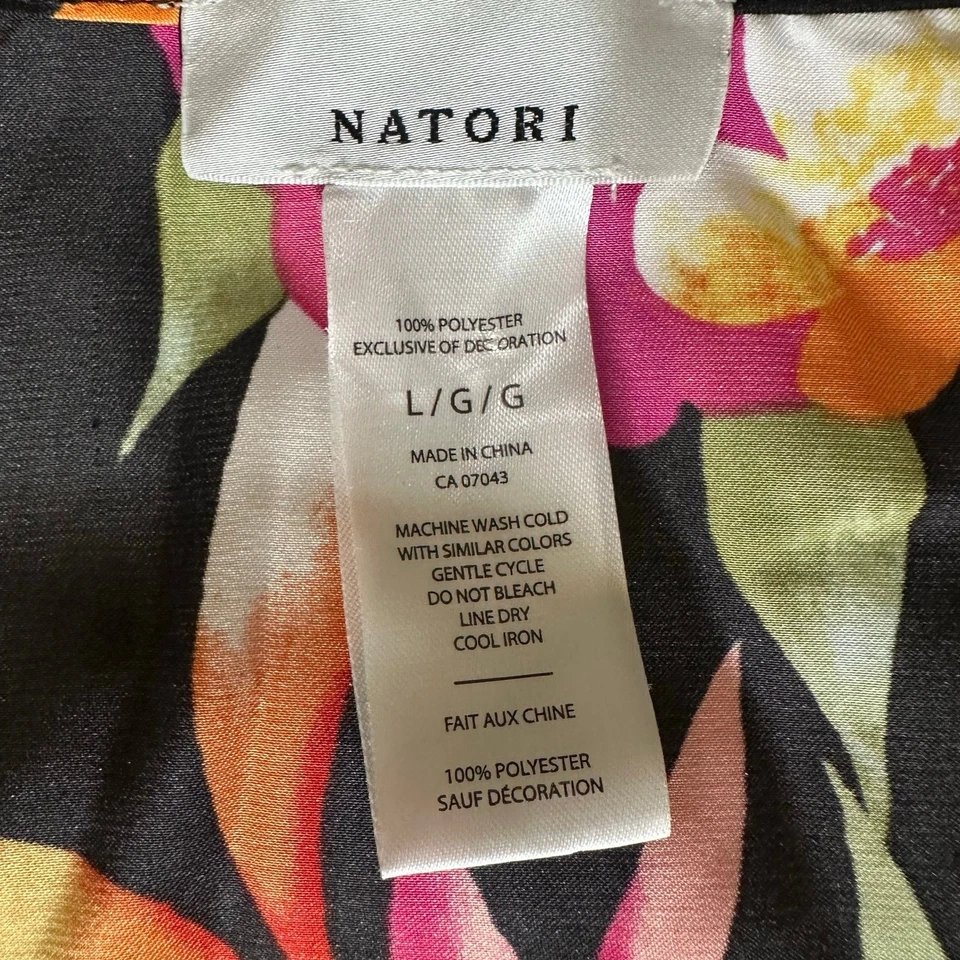 NATORI
100% POLYESTER
EXCLUSIVE OF DECORATION
L/G/G
MADE IN CHINA
CA 07043
MACHINE WASH COLD
WITH SIMILAR COLORS
GENTLE CYCLE
DO NOT BLEACH
LINE DRY
COOL IRON
FAIT AUX CHINE
100% POLYESTER
SAUF DÉCORATION